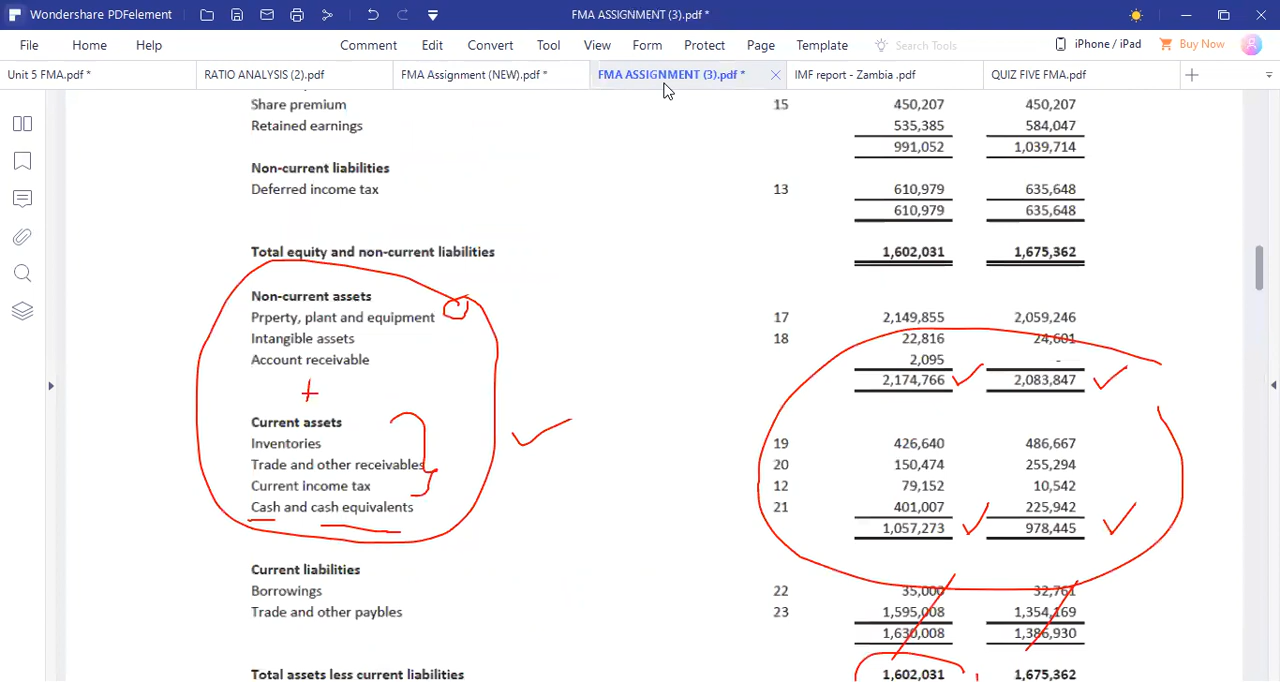 Wondershare PDFelement
FMA ASSIGNMENT (3).pdf *
File Home Help Comment Edit Convert Tool View Form Protect Page Template Search Tools iPhone / iPad Buy Now
Unit 5 FMA.pdf * RATIO ANALYSIS (2).pdf FMA Assignment (NEW).pdf * FMA ASSIGNMENT (3).pdf * IMF report - Zambia .pdf QUIZ FIVE FMA.pdf
Share premium 15 450,207 450,207
Retained earnings 535,385 584,047
991,052 1,039,714
Non-current liabilities
Deferred income tax 13 610,979 635,648
610,979 635,648
Total equity and non-current liabilities 1,602,031 1,675,362
Non-current assets
Prperty, plant and equipment 17 2,149,855 2,059,246
Intangible assets 18 22,816 24,601
Account receivable 2,095 -
2,174,766 2,083,847
+
Current assets
Inventories 19 426,640 486,667
Trade and other receivables 20 150,474 255,294
Current income tax 12 79,152 10,542
Cash and cash equivalents 21 401,007 225,942
1,057,273 978,445
Current liabilities
Borrowings 22 35,000 32,761
Trade and other paybles 23 1,595,008 1,354,169
1,630,008 1,386,930
Total assets less current liabilities 1,602,031 1,675,362